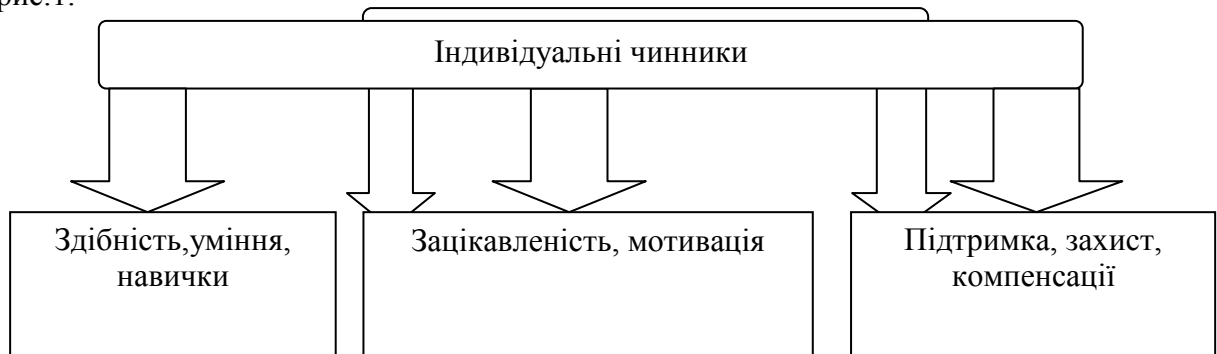 рис.1.
Індивідуальні чинники
Здібність,уміння,
навички
Зацікавленість, мотивація
Підтримка, захист,
компенсації